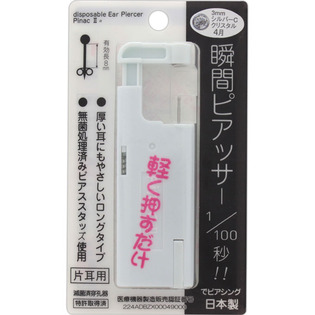 disposable Ear Piercer
Pinac II
有効長8mm
3mm
シルバーC
クリスタル
4月
瞬間ピアッサー
1/100秒!!
でピアシング
日本製
●厚い耳にもやさしいロングタイプ
●無菌処理済みピアススタッズ使用
軽く押すだけ
片耳用
滅菌済穿孔器
特許取得済
医療機器製造販売認証番号
224ADBZX00049000